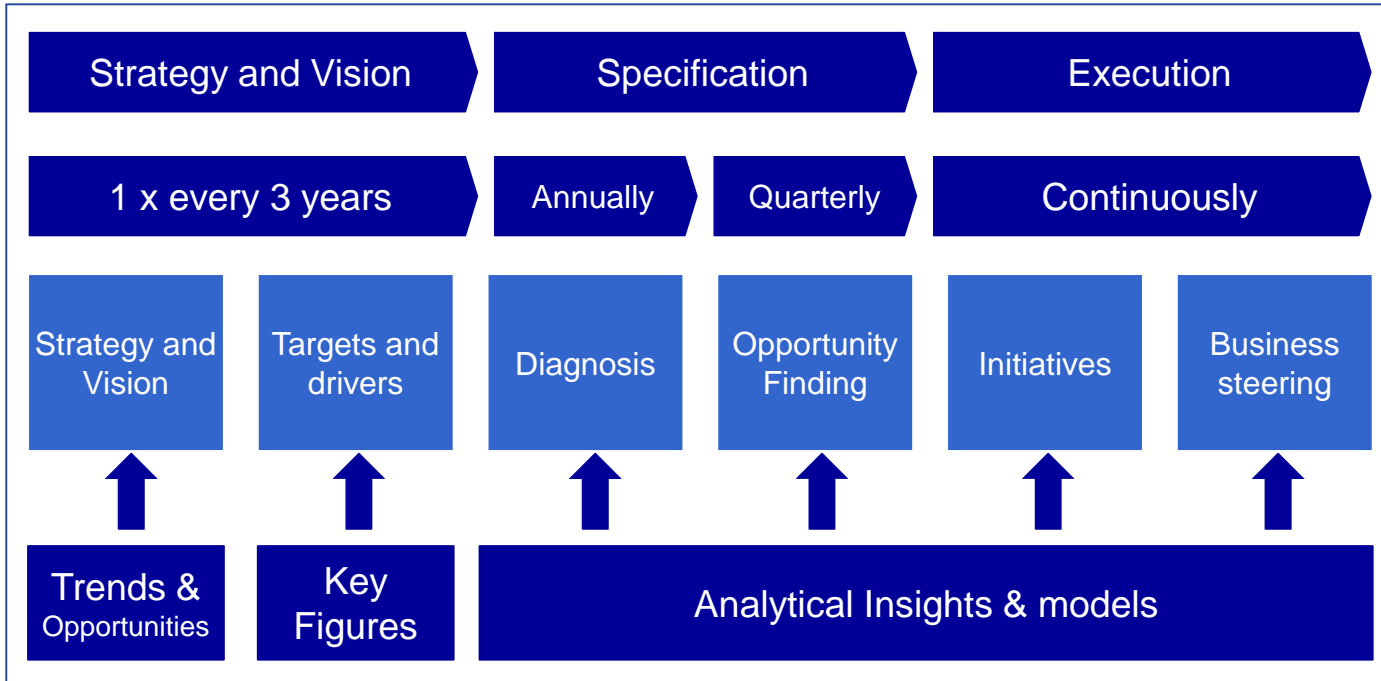 Strategy and Vision
Specification
Execution
1 x every 3 years
Annually
Quarterly
Continuously
Strategy and
Vision
Targets and
drivers
Diagnosis
Opportunity
Finding
Initiatives
Business
steering
Trends &
Opportunities
Key
Figures
Analytical Insights & models